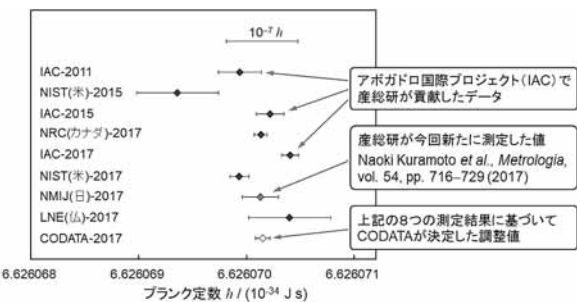 10⁻⁷ h
IAC-2011
NIST(米)-2015
IAC-2015
NRC(カナダ)-2017
IAC-2017
NIST(米)-2017
NMIJ(日)-2017
LNE(仏)-2017
CODATA-2017
アボガドロ国際プロジェクト(IAC)で
産総研が貢献したデータ
産総研が今回新たに測定した値
Naoki Kuramoto et al., Metrologia,
vol. 54, pp. 716–729 (2017)
上記の8つの測定結果に基づいて
CODATAが決定した調整値
6.626068 6.626069 6.626070 6.626071
プランク定数 h / (10⁻³⁴ J s)